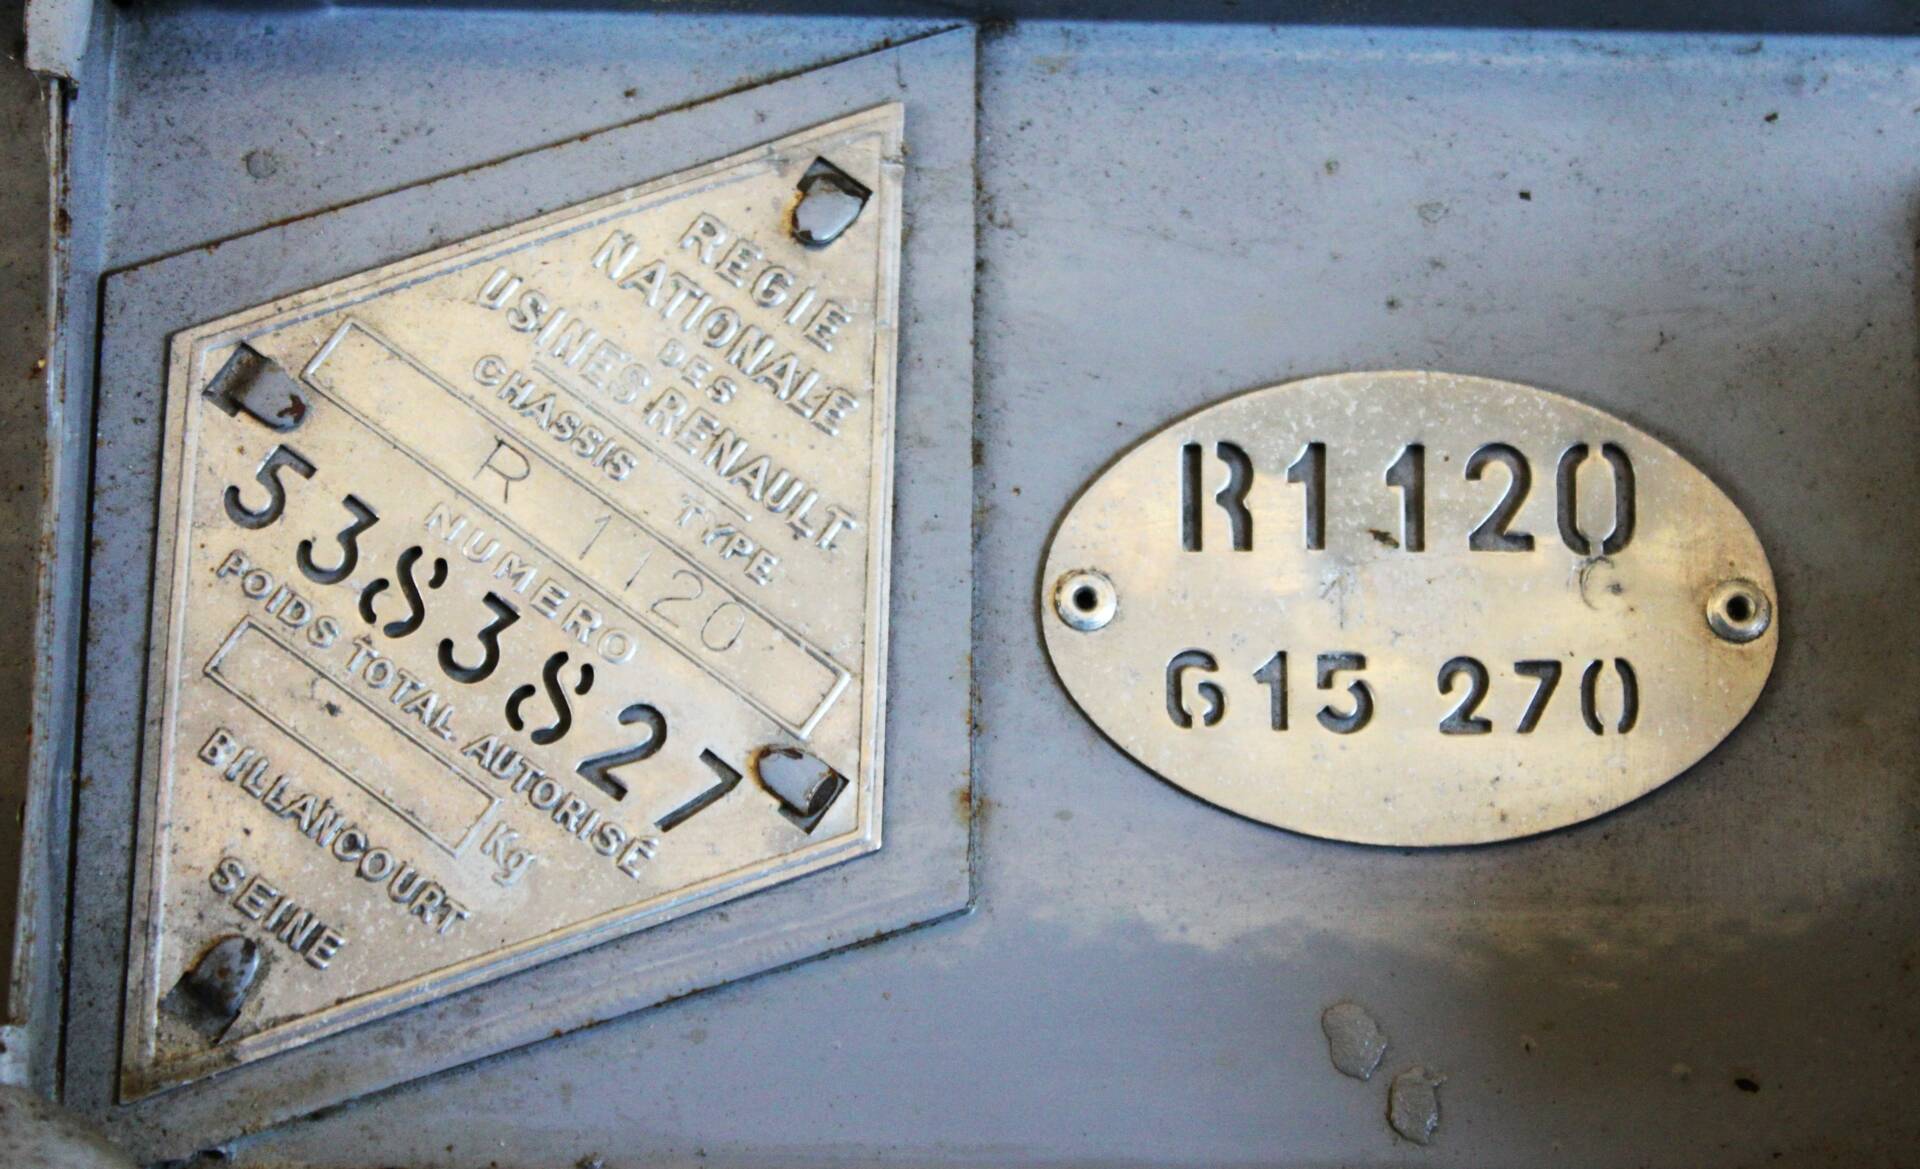 REGIE
NATIONALE
DES
USINES RENAULT
CHASSIS TYPE
R 1120
NUMERO
5383827
POIDS TOTAL AUTORISÉ
Kg
BILLANCOURT
SEINE
R1120
615 270